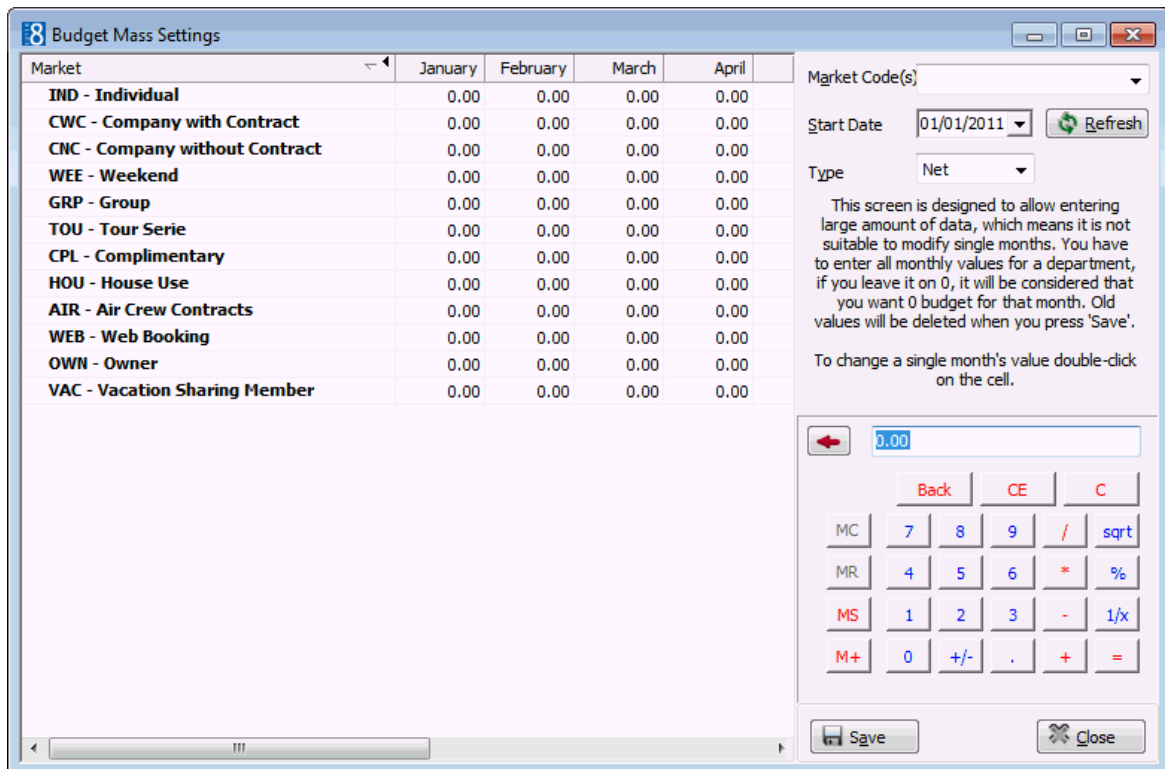 8 Budget Mass Settings
Market January February March April
IND - Individual 0.00 0.00 0.00 0.00
CWC - Company with Contract 0.00 0.00 0.00 0.00
CNC - Company without Contract 0.00 0.00 0.00 0.00
WEE - Weekend 0.00 0.00 0.00 0.00
GRP - Group 0.00 0.00 0.00 0.00
TOU - Tour Serie 0.00 0.00 0.00 0.00
CPL - Complimentary 0.00 0.00 0.00 0.00
HOU - House Use 0.00 0.00 0.00 0.00
AIR - Air Crew Contracts 0.00 0.00 0.00 0.00
WEB - Web Booking 0.00 0.00 0.00 0.00
OWN - Owner 0.00 0.00 0.00 0.00
VAC - Vacation Sharing Member 0.00 0.00 0.00 0.00
Market Code(s)
Start Date 01/01/2011 Refresh
Type Net
This screen is designed to allow entering
large amount of data, which means it is not
suitable to modify single months. You have
to enter all monthly values for a department,
if you leave it on 0, it will be considered that
you want 0 budget for that month. Old
values will be deleted when you press 'Save'.
To change a single month's value double-click
on the cell.
0.00
Back CE C
MC 7 8 9 / sqrt
MR 4 5 6 * %
MS 1 2 3 - 1/x
M+ 0 +/- . + =
Save Close